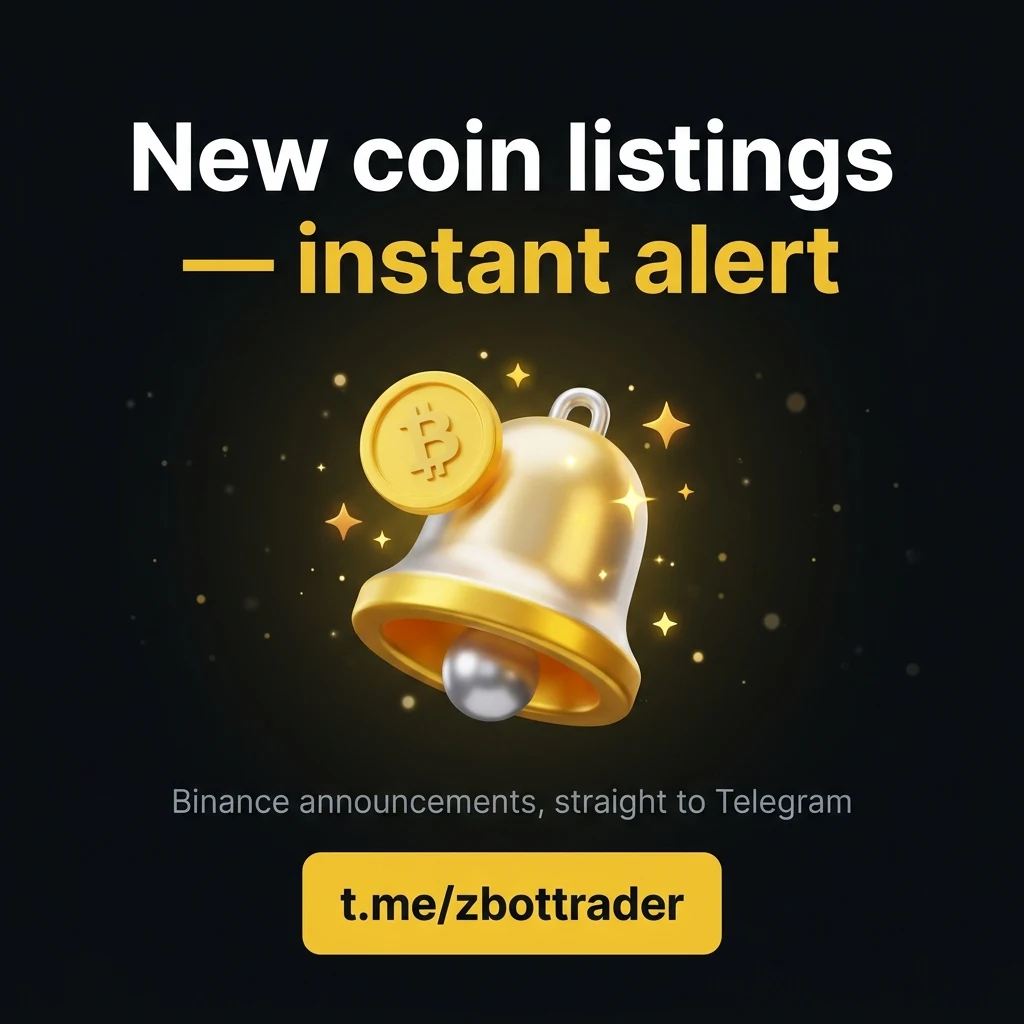 New coin listings
— instant alert
Binance announcements, straight to Telegram
t.me/zbottrader